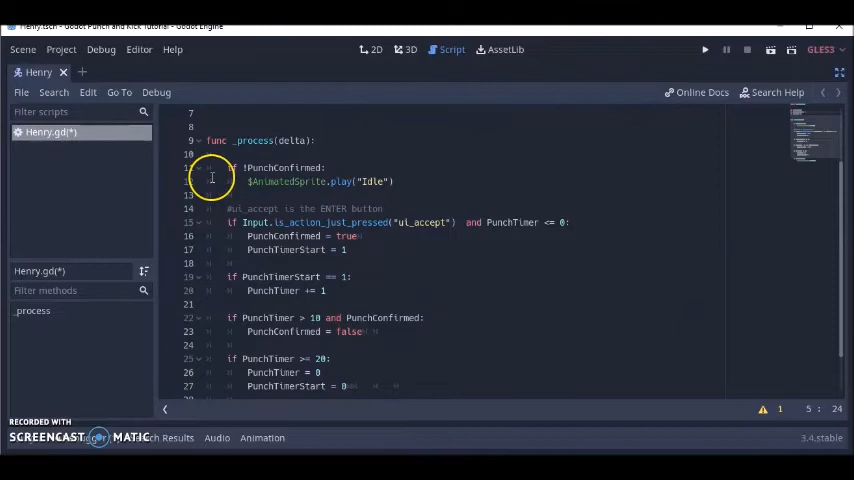 Henry.tscn - Godot Punch and Kick Tutorial - Godot Engine
Scene Project Debug Editor Help 2D 3D Script AssetLib GLES3
Henry
File Search Edit Go To Debug Online Docs Search Help
Filter scripts
Henry.gd(*)
Henry.gd(*)
Filter methods
_process
7
8
9 func _process(delta):
10
11 if !PunchConfirmed:
12 $AnimatedSprite.play("Idle")
13
14 #ui_accept is the ENTER button
15 if Input.is_action_just_pressed("ui_accept") and PunchTimer <= 0:
16 PunchConfirmed = true
17 PunchTimerStart = 1
18
19 if PunchTimerStart == 1:
20 PunchTimer += 1
21
22 if PunchTimer > 10 and PunchConfirmed:
23 PunchConfirmed = false
24
25 if PunchTimer >= 20:
26 PunchTimer = 0
27 PunchTimerStart = 0
1 5 : 24
RECORDED WITH
SCREENCAST MATIC
Search Results Audio Animation 3.4.stable